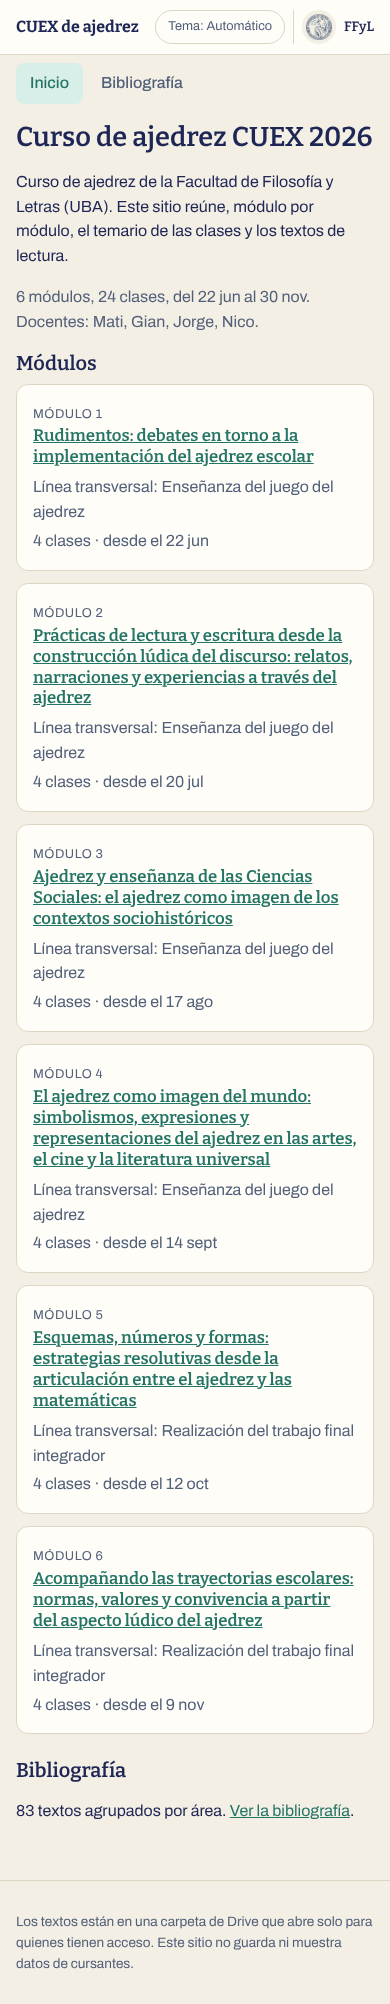 CUEX de ajedrez
Tema: Automático
FFyL
Inicio
Bibliografía
Curso de ajedrez CUEX 2026
Curso de ajedrez de la Facultad de Filosofía y
Letras (UBA). Este sitio reúne, módulo por
módulo, el temario de las clases y los textos de
lectura.
6 módulos, 24 clases, del 22 jun al 30 nov.
Docentes: Mati, Gian, Jorge, Nico.
Módulos
MÓDULO 1
Rudimentos: debates en torno a la
implementación del ajedrez escolar
Línea transversal: Enseñanza del juego del
ajedrez
4 clases · desde el 22 jun
MÓDULO 2
Prácticas de lectura y escritura desde la
construcción lúdica del discurso: relatos,
narraciones y experiencias a través del
ajedrez
Línea transversal: Enseñanza del juego del
ajedrez
4 clases · desde el 20 jul
MÓDULO 3
Ajedrez y enseñanza de las Ciencias
Sociales: el ajedrez como imagen de los
contextos sociohistóricos
Línea transversal: Enseñanza del juego del
ajedrez
4 clases · desde el 17 ago
MÓDULO 4
El ajedrez como imagen del mundo:
simbolismos, expresiones y
representaciones del ajedrez en las artes,
el cine y la literatura universal
Línea transversal: Enseñanza del juego del
ajedrez
4 clases · desde el 14 sept
MÓDULO 5
Esquemas, números y formas:
estrategias resolutivas desde la
articulación entre el ajedrez y las
matemáticas
Línea transversal: Realización del trabajo final
integrador
4 clases · desde el 12 oct
MÓDULO 6
Acompañando las trayectorias escolares:
normas, valores y convivencia a partir
del aspecto lúdico del ajedrez
Línea transversal: Realización del trabajo final
integrador
4 clases · desde el 9 nov
Bibliografía
83 textos agrupados por área. Ver la bibliografía.
Los textos están en una carpeta de Drive que abre solo para
quienes tienen acceso. Este sitio no guarda ni muestra
datos de cursantes.